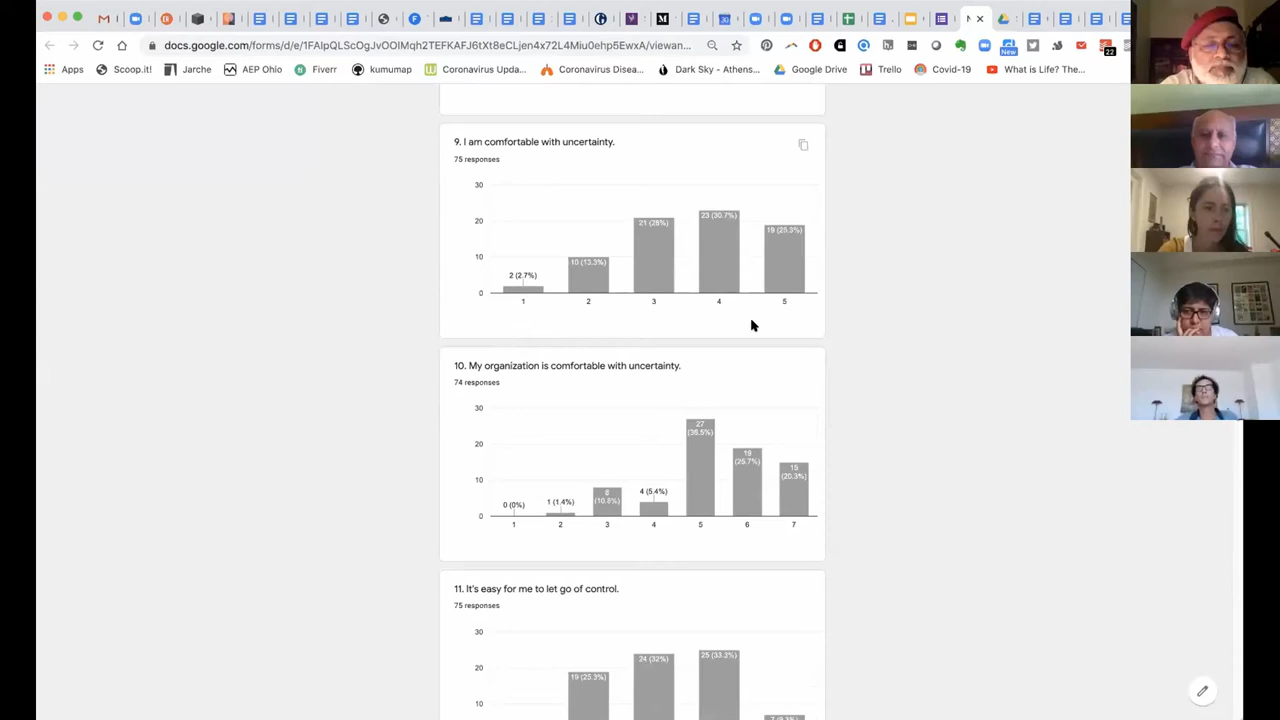 docs.google.com/forms/d/e/1FAIpQLScOgJvOOIMqh2TEFKAFJ6tXt8eCLjen4x72L4Miu0ehp5EwxA/viewan...
New
22
Apps
Scoop.it!
Jarche
AEP Ohio
Fiverr
kumumap
Coronavirus Upda...
Coronavirus Disea...
Dark Sky - Athens...
Google Drive
Trello
Covid-19
What is Life? The...
9. I am comfortable with uncertainty.
75 responses
30
20
10
0
2 (2.7%)
10 (13.3%)
21 (28%)
23 (30.7%)
19 (25.3%)
1
2
3
4
5
10. My organization is comfortable with uncertainty.
74 responses
30
20
10
0
0 (0%)
1 (1.4%)
8
(10.8%)
4 (5.4%)
27
(36.5%)
19
(25.7%)
15
(20.3%)
1
2
3
4
5
6
7
11. It's easy for me to let go of control.
75 responses
30
20
10
19 (25.3%)
24 (32%)
25 (33.3%)